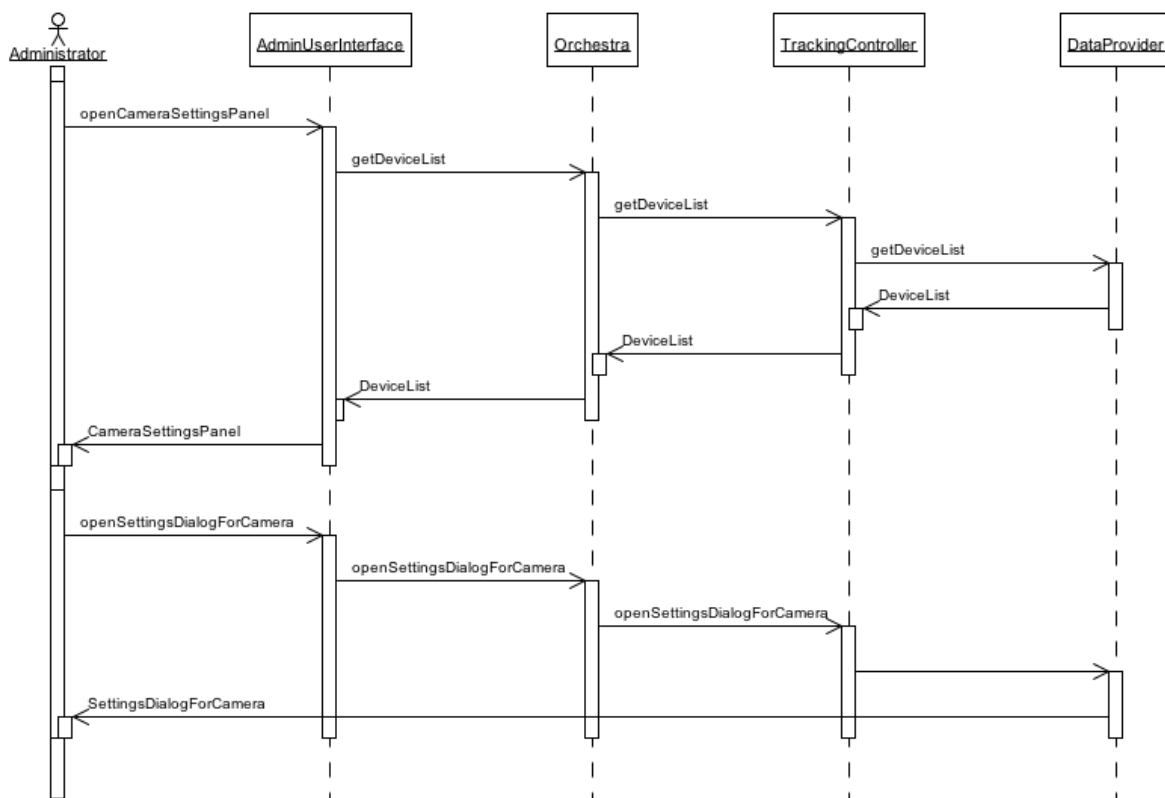 Administrator
AdminUserInterface
Orchestra
TrackingController
DataProvider
openCameraSettingsPanel
getDeviceList
getDeviceList
getDeviceList
DeviceList
DeviceList
DeviceList
CameraSettingsPanel
openSettingsDialogForCamera
openSettingsDialogForCamera
openSettingsDialogForCamera
SettingsDialogForCamera